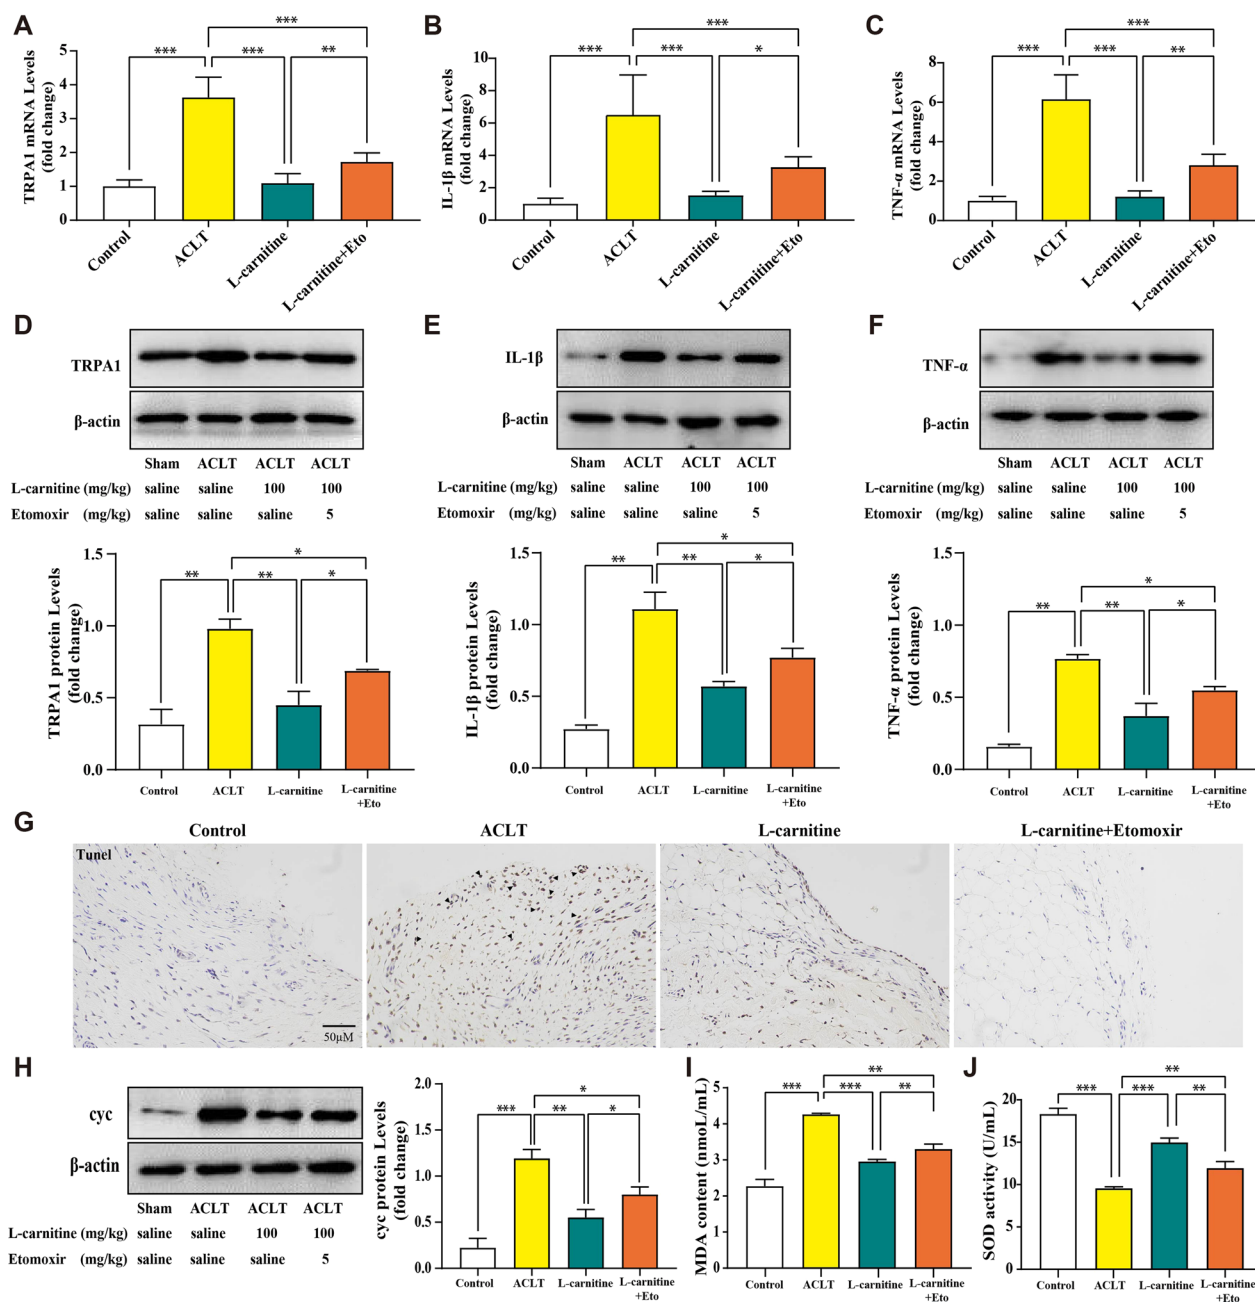 A
TRPA1 mRNA Levels
(fold change)
5
4
3
2
1
0
***
***
***
**
Control
ACLT
L-carnitine
L-carnitine+Eto
B
IL-1β mRNA Levels
(fold change)
10
8
6
4
2
0
***
***
***
*
Control
ACLT
L-carnitine
L-carnitine+Eto
C
TNF-α mRNA Levels
(fold change)
8
6
4
2
0
***
***
***
**
Control
ACLT
L-carnitine
L-carnitine+Eto
D
TRPA1
β-actin
Sham ACLT ACLT ACLT
L-carnitine (mg/kg) saline saline 100 100
Etomoxir (mg/kg) saline saline saline 5
TRPA1 protein Levels
(fold change)
1.5
1.0
0.5
0.0
*
**
**
*
Control
ACLT
L-carnitine
L-carnitine
+Eto
E
IL-1β
β-actin
Sham ACLT ACLT ACLT
L-carnitine (mg/kg) saline saline 100 100
Etomoxir (mg/kg) saline saline saline 5
IL-1β protein Levels
(fold change)
1.5
1.0
0.5
0.0
*
**
**
*
Control
ACLT
L-carnitine
L-carnitine
+Eto
F
TNF-α
β-actin
Sham ACLT ACLT ACLT
L-carnitine (mg/kg) saline saline 100 100
Etomoxir (mg/kg) saline saline saline 5
TNF-α protein Levels
(fold change)
1.5
1.0
0.5
0.0
*
**
**
*
Control
ACLT
L-carnitine
L-carnitine
+Eto
G
Control
ACLT
L-carnitine
L-carnitine+Etomoxir
Tunel
50μM
H
cyc
β-actin
Sham ACLT ACLT ACLT
L-carnitine (mg/kg) saline saline 100 100
Etomoxir (mg/kg) saline saline saline 5
cyc protein Levels
(fold change)
2.0
1.5
1.0
0.5
0.0
*
***
**
*
Control
ACLT
L-carnitine
L-carnitine
+Eto
I
MDA content (nmoL/mL)
5
4
3
2
1
0
**
***
***
**
Control
ACLT
L-carnitine
L-carnitine
+Eto
J
SOD activity (U/mL)
20
15
10
5
0
**
***
***
**
Control
ACLT
L-carnitine
L-carnitine
+Eto